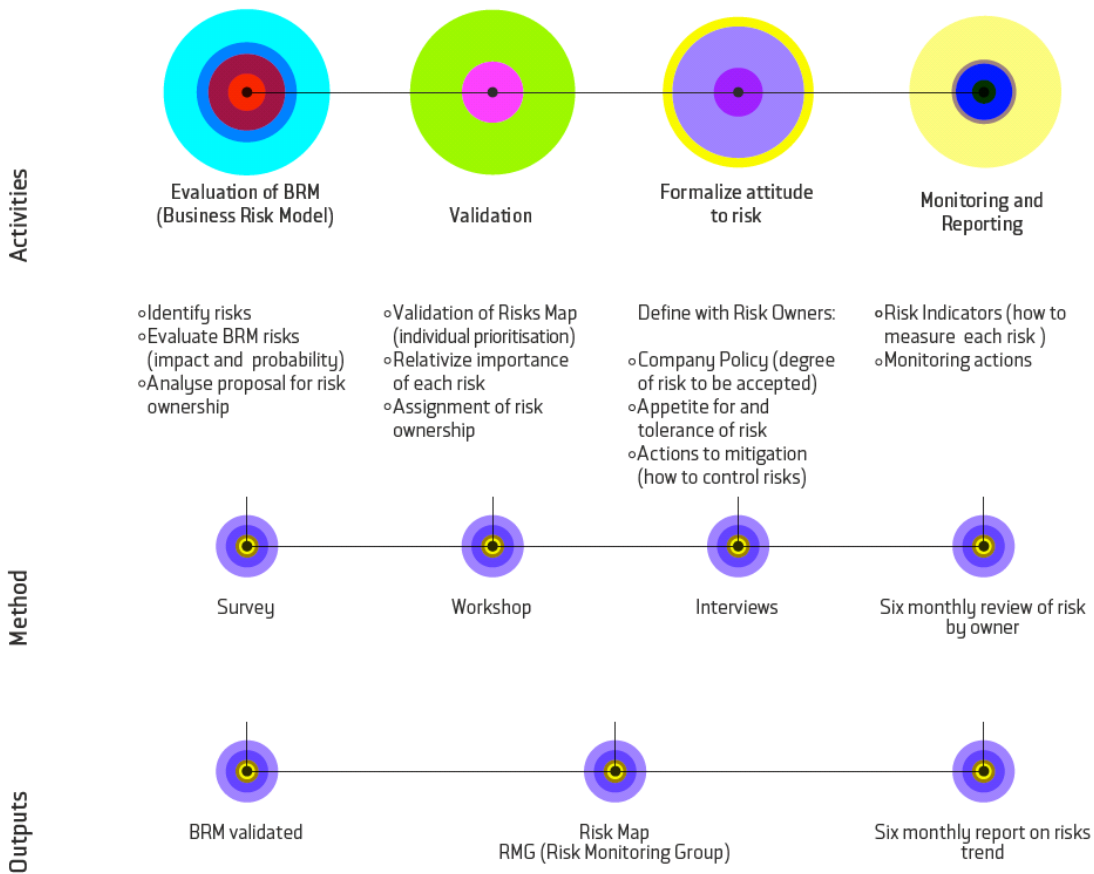 Activities
Evaluation of BRM
(Business Risk Model)
Validation
Formalize attitude
to risk
Monitoring and
Reporting
Identify risks
Evaluate BRM risks
(impact and probability)
Analyse proposal for risk
ownership
Validation of Risks Map
(individual prioritisation)
Relativize importance
of each risk
Assignment of risk
ownership
Define with Risk Owners:
Company Policy (degree
of risk to be accepted)
Appetite for and
tolerance of risk
Actions to mitigation
(how to control risks)
Risk Indicators (how to
measure each risk )
Monitoring actions
Method
Survey
Workshop
Interviews
Six monthly review of risk
by owner
Outputs
BRM validated
Risk Map
RMG (Risk Monitoring Group)
Six monthly report on risks
trend